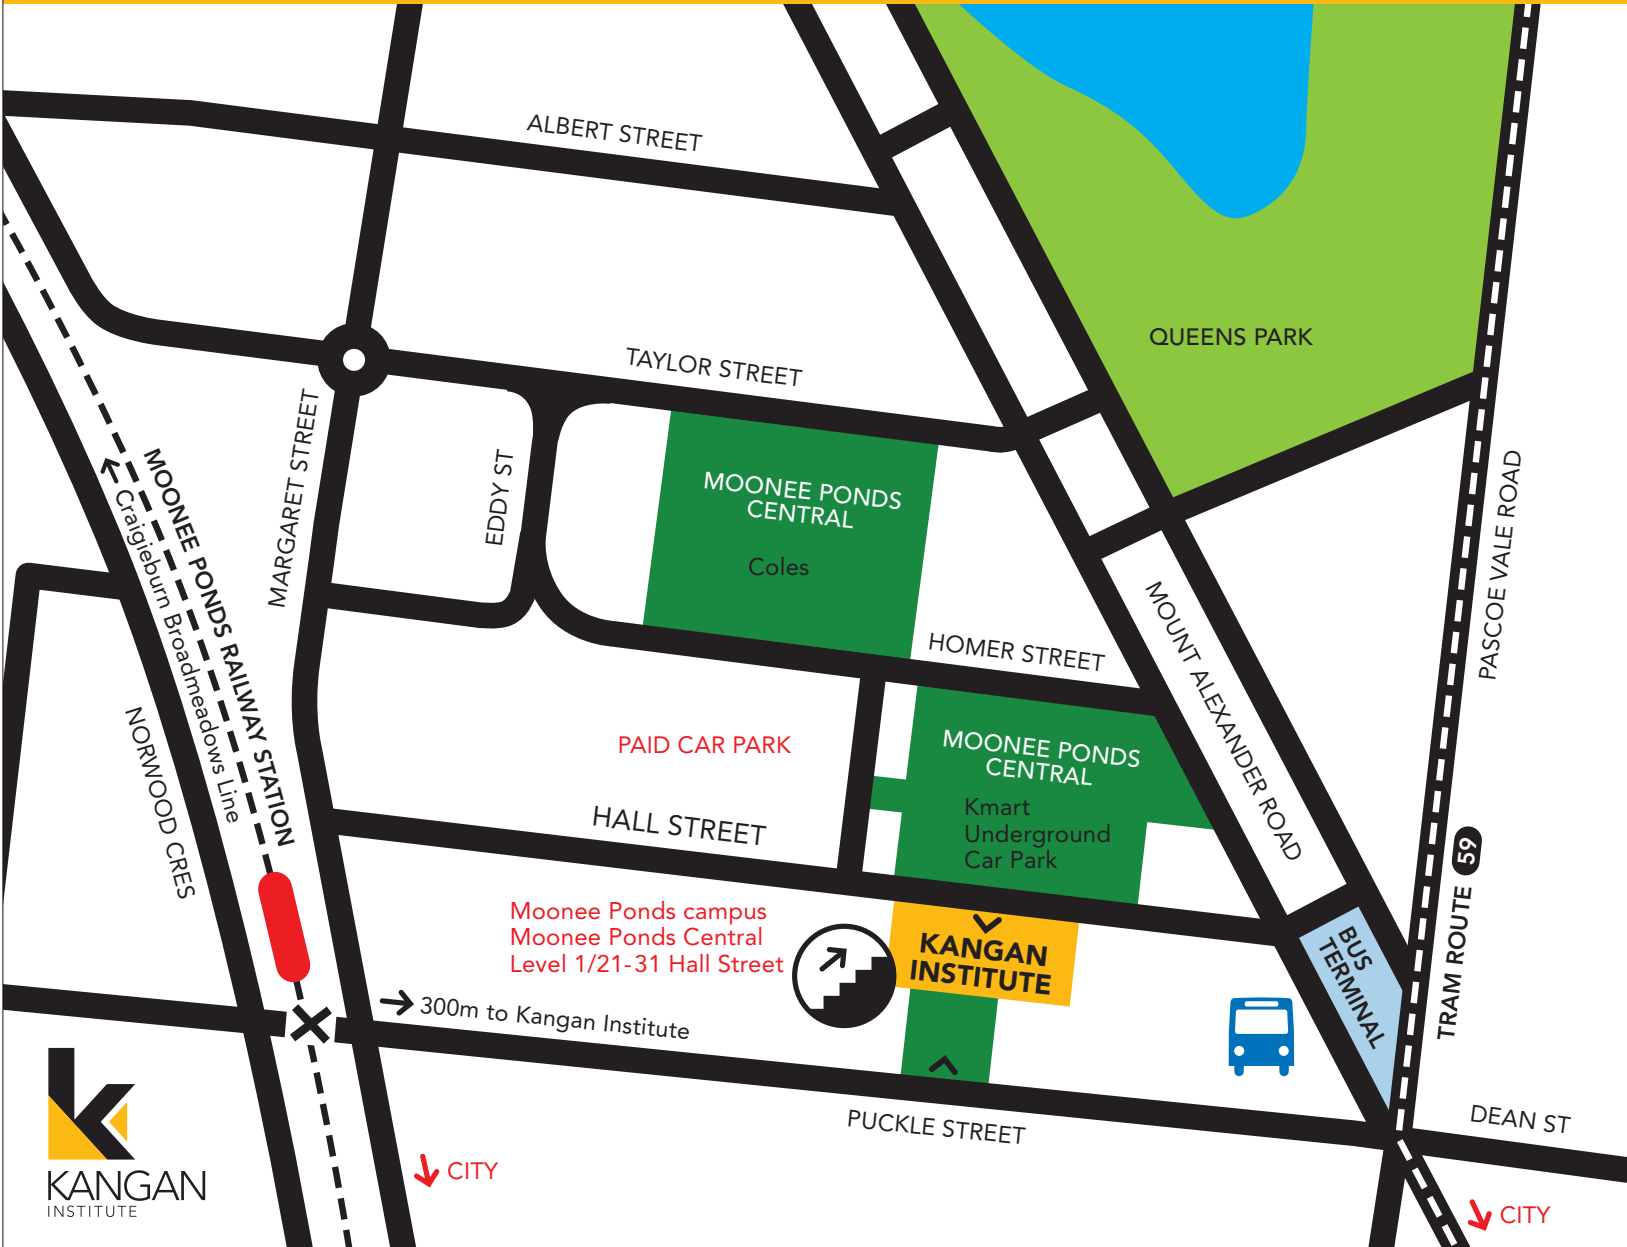 ALBERT STREET
QUEENS PARK
TAYLOR STREET
MARGARET STREET
EDDY ST
MOONEE PONDS
CENTRAL
Coles
MOONEE PONDS RAILWAY STATION
Craigieburn Broadmeadows Line
NORWOOD CRES
HOMER STREET
MOUNT ALEXANDER ROAD
PASCOE VALE ROAD
PAID CAR PARK
MOONEE PONDS
CENTRAL
Kmart
Underground
Car Park
HALL STREET
TRAM ROUTE 59
Moonee Ponds campus
Moonee Ponds Central
Level 1/21-31 Hall Street
KANGAN
INSTITUTE
BUS
TERMINAL
300m to Kangan Institute
PUCKLE STREET
DEAN ST
CITY
CITY
KANGAN
INSTITUTE